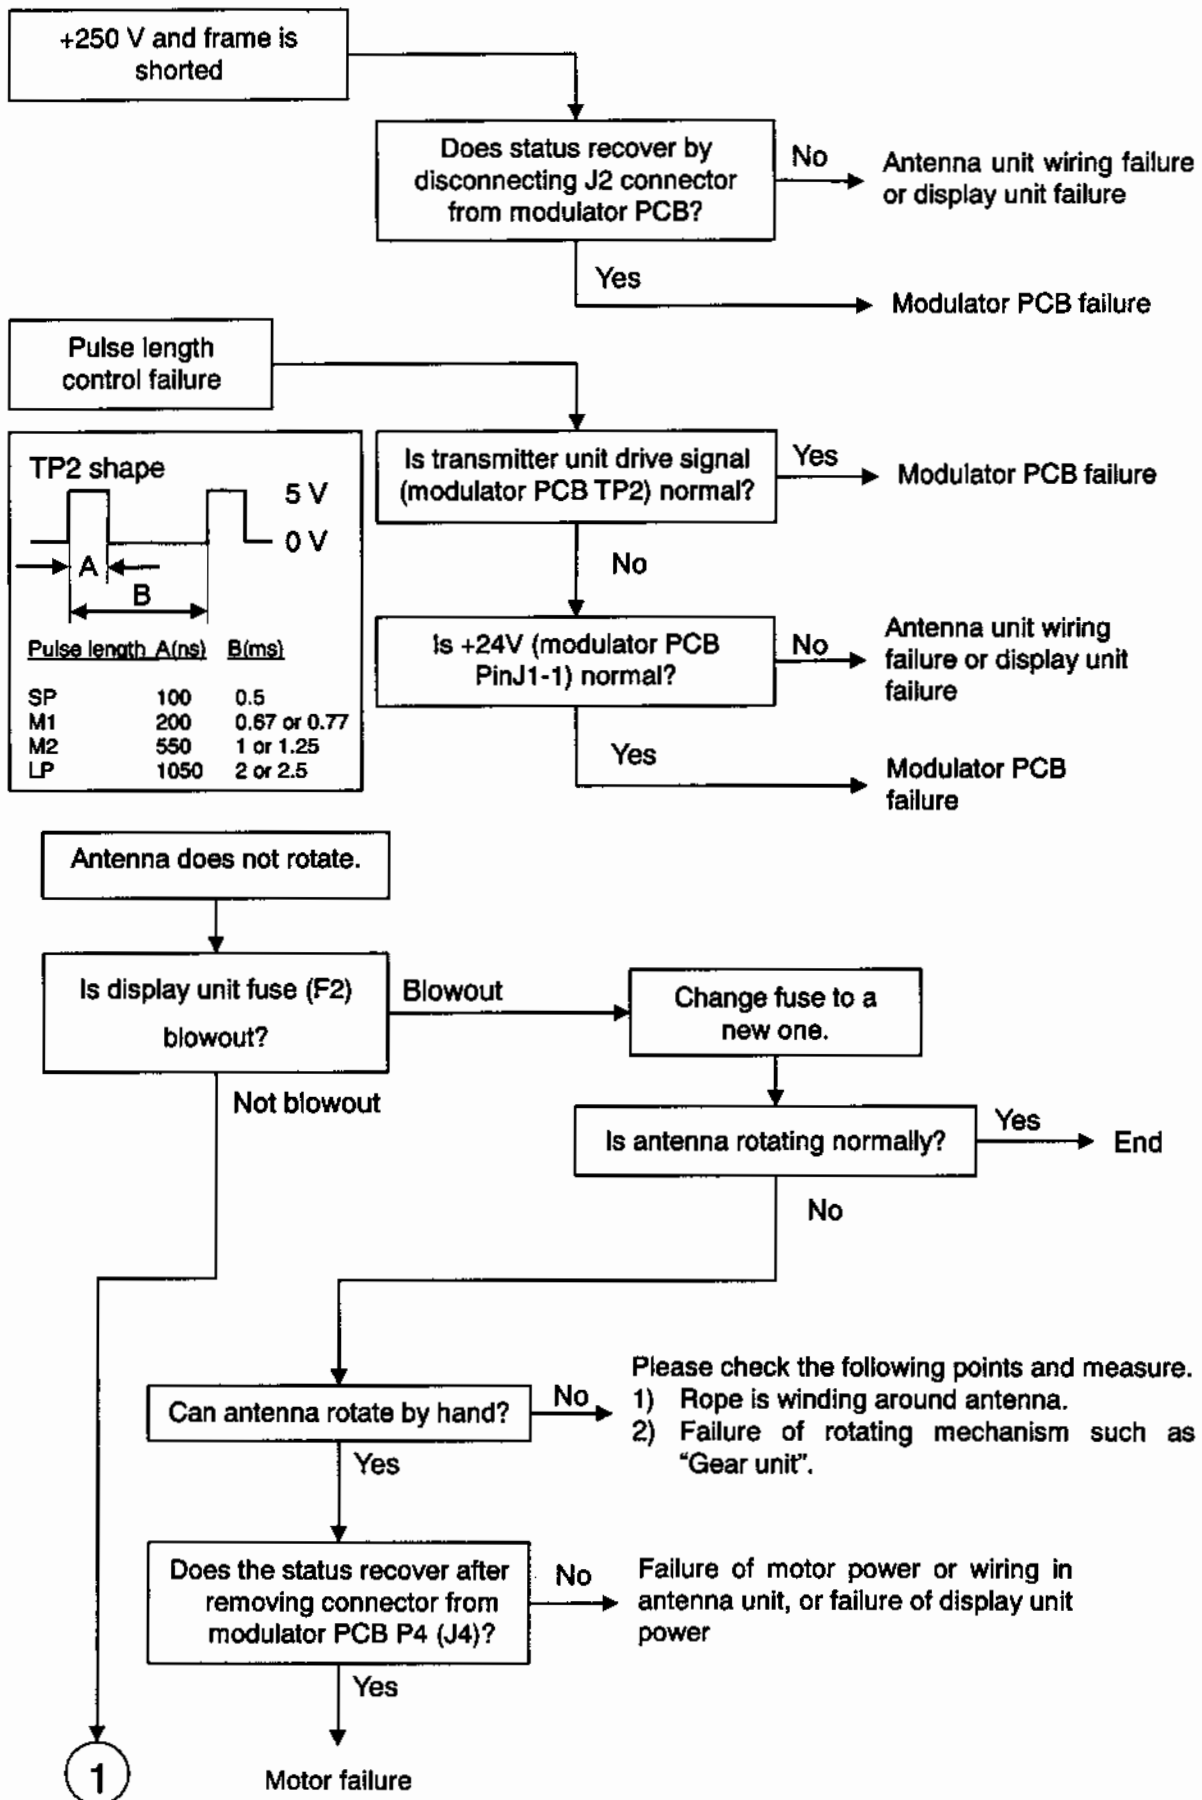 +250 V and frame is
shorted
Does status recover by
disconnecting J2 connector
from modulator PCB?
No
Antenna unit wiring failure
or display unit failure
Yes
Modulator PCB failure
Pulse length
control failure
Is transmitter unit drive signal
(modulator PCB TP2) normal?
Yes
Modulator PCB failure
No
TP2 shape
5 V
0 V
A
B
Pulse length A(ns) B(ms)
SP 100 0.5
M1 200 0.67 or 0.77
M2 550 1 or 1.25
LP 1050 2 or 2.5
Is +24V (modulator PCB
PinJ1-1) normal?
No
Antenna unit wiring
failure or display unit
failure
Yes
Modulator PCB
failure
Antenna does not rotate.
Is display unit fuse (F2)
blowout?
Blowout
Change fuse to a
new one.
Not blowout
Is antenna rotating normally?
Yes
End
No
Can antenna rotate by hand?
No
Please check the following points and measure.
1) Rope is winding around antenna.
2) Failure of rotating mechanism such as
"Gear unit".
Yes
Does the status recover after
removing connector from
modulator PCB P4 (J4)?
No
Failure of motor power or wiring in
antenna unit, or failure of display unit
power
Yes
1
Motor failure